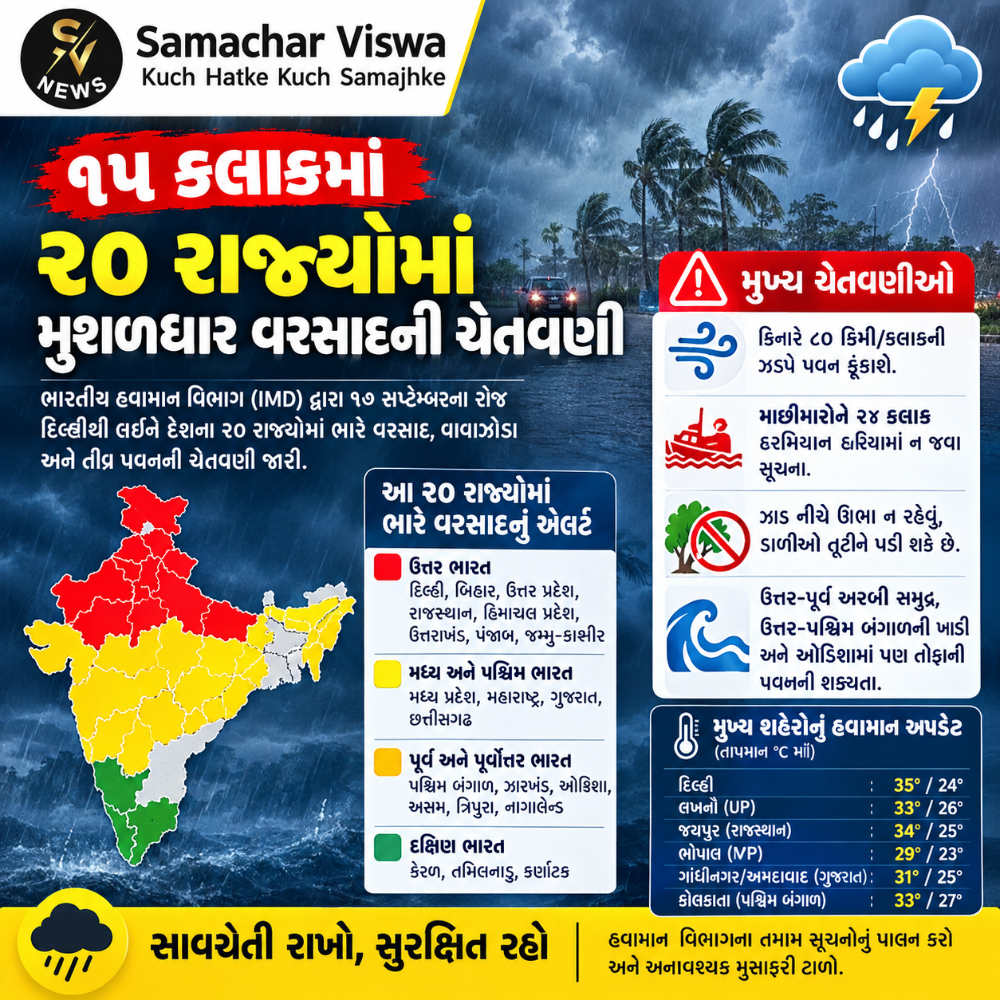 SV
NEWS
Samachar Viswa
Kuch Hatke Kuch Samajhke
૧૫ કલાકમાં
૨૦ રાજ્યોમાં
મુશળધાર વરસાદની ચેતવણી
ભારતીય હવામાન વિભાગ (IMD) દ્વારા ૧૭ સપ્ટેમ્બરના રોજ
દિલ્હીથી લઈને દેશના ૨૦ રાજ્યોમાં ભારે વરસાદ, વાવાઝોડા
અને તીવ્ર પવનની ચેતવણી જારી.
આ ૨૦ રાજ્યોમાં
ભારે વરસાદનું એલર્ટ
ઉત્તર ભારત
દિલ્હી, બિહાર, ઉત્તર પ્રદેશ,
રાજસ્થાન, હિમાચલ પ્રદેશ,
ઉત્તરાખંડ, પંજાબ, જમ્મુ-કાશ્મીર
મધ્ય અને પશ્ચિમ ભારત
મધ્ય પ્રદેશ, મહારાષ્ટ્ર, ગુજરાત,
છત્તીસગઢ
પૂર્વ અને પૂર્વોત્તર ભારત
પશ્ચિમ બંગાળ, ઝારખંડ, ઓકિશા,
અસમ, ત્રિપુરા, નાગાલેન્ડ
દક્ષિણ ભારત
કેરળ, તમિલનાડુ, કર્ણાટક
મુખ્ય ચેતવણીઓ
કિનારે ૮૦ કિમી/કલાકની
ઝડપે પવન ફૂંકાશે.
માછીમારોને ૨૪ કલાક
દરમિયાન દરિયામાં ન જવા
સૂચના.
ઝાડ નીચે ઊભા ન રહેવું,
ડાળીઓ તૂટીને પડી શકે છે.
ઉત્તર-પૂર્વ અરબી સમુદ્ર,
ઉત્તર-પશ્ચિમ બંગાળની ખાડી
અને ઓડિશામાં પણ તોફાની
પવનની શક્યતા.
મુખ્ય શહેરોનું હવામાન અપડેટ
(તાપમાન °C માં)
દિલ્હી : 35° / 24°
લખનૌ (UP) : 33° / 26°
જયપુર (રાજસ્થાન) : 34° / 25°
ભોપાલ (MP) : 29° / 23°
ગાંધીનગર/અમદાવાદ (ગુજરાત) : 31° / 25°
કોલકાતા (પશ્ચિમ બંગાળ) : 33° / 27°
સાવચેતી રાખો, સુરક્ષિત રહો
હવામાન વિભાગના તમામ સૂચનોનું પાલન કરો
અને અનાવશ્યક મુસાફરી ટાળો.